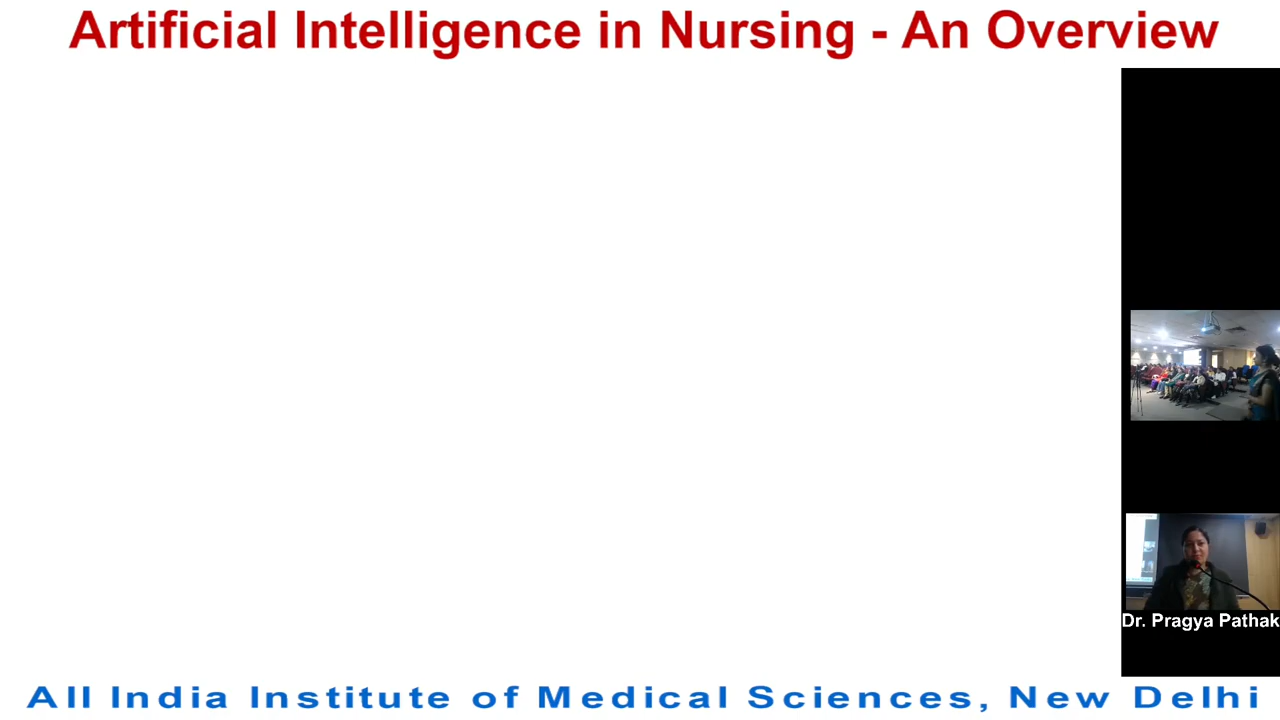 Artificial Intelligence in Nursing - An Overview
Dr. Pragya Pathak
All India Institute of Medical Sciences, New Delhi